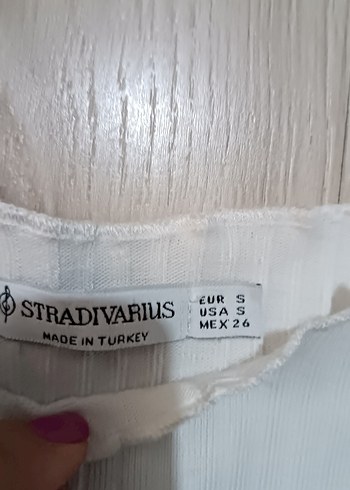 STRADIVARIUS
MADE IN TURKEY
EUR S
USA S
MEX 26